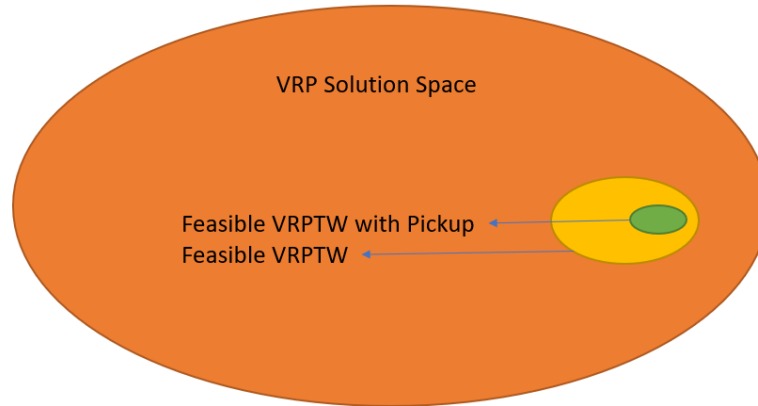 VRP Solution Space
Feasible VRPTW with Pickup
Feasible VRPTW